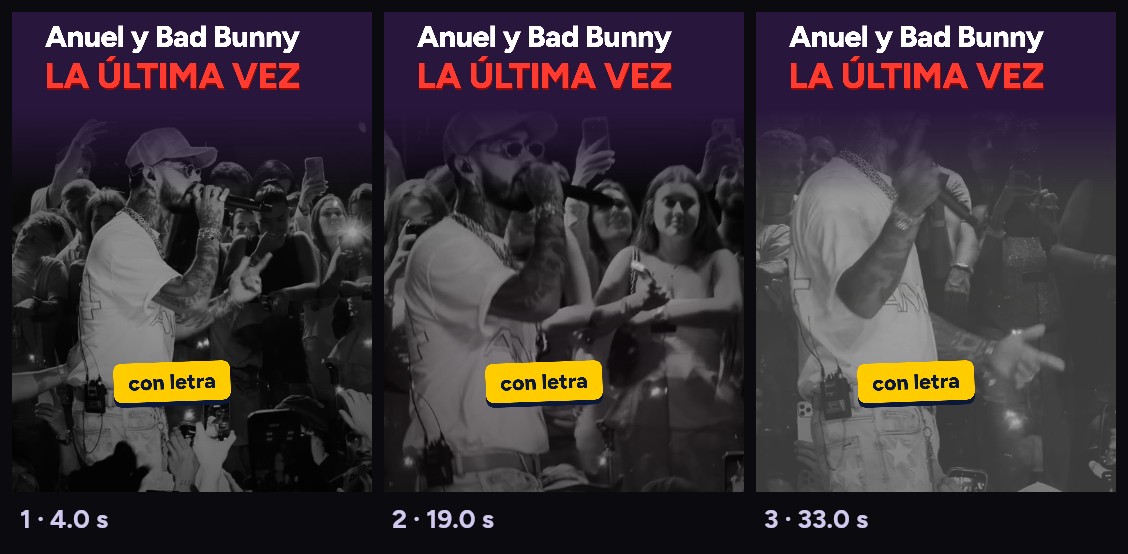 Anuel y Bad Bunny
LA ÚLTIMA VEZ
con letra
1 · 4.0 s
Anuel y Bad Bunny
LA ÚLTIMA VEZ
con letra
2 · 19.0 s
Anuel y Bad Bunny
LA ÚLTIMA VEZ
con letra
3 · 33.0 s